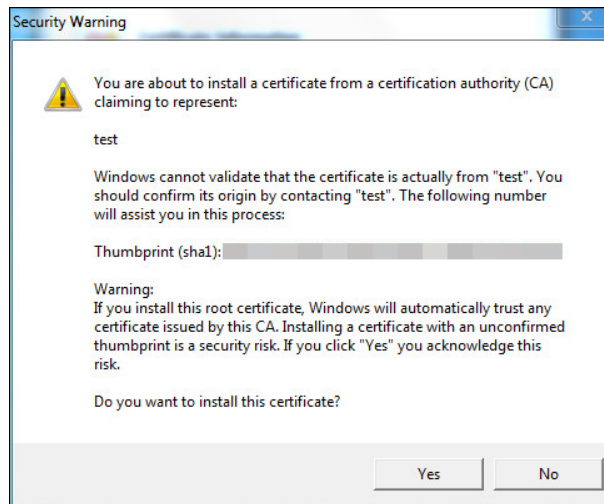 Security Warning
You are about to install a certificate from a certification authority (CA)
claiming to represent:
test
Windows cannot validate that the certificate is actually from "test". You
should confirm its origin by contacting "test". The following number
will assist you in this process:
Thumbprint (sha1):
Warning:
If you install this root certificate, Windows will automatically trust any
certificate issued by this CA. Installing a certificate with an unconfirmed
thumbprint is a security risk. If you click "Yes" you acknowledge this
risk.
Do you want to install this certificate?
Yes No